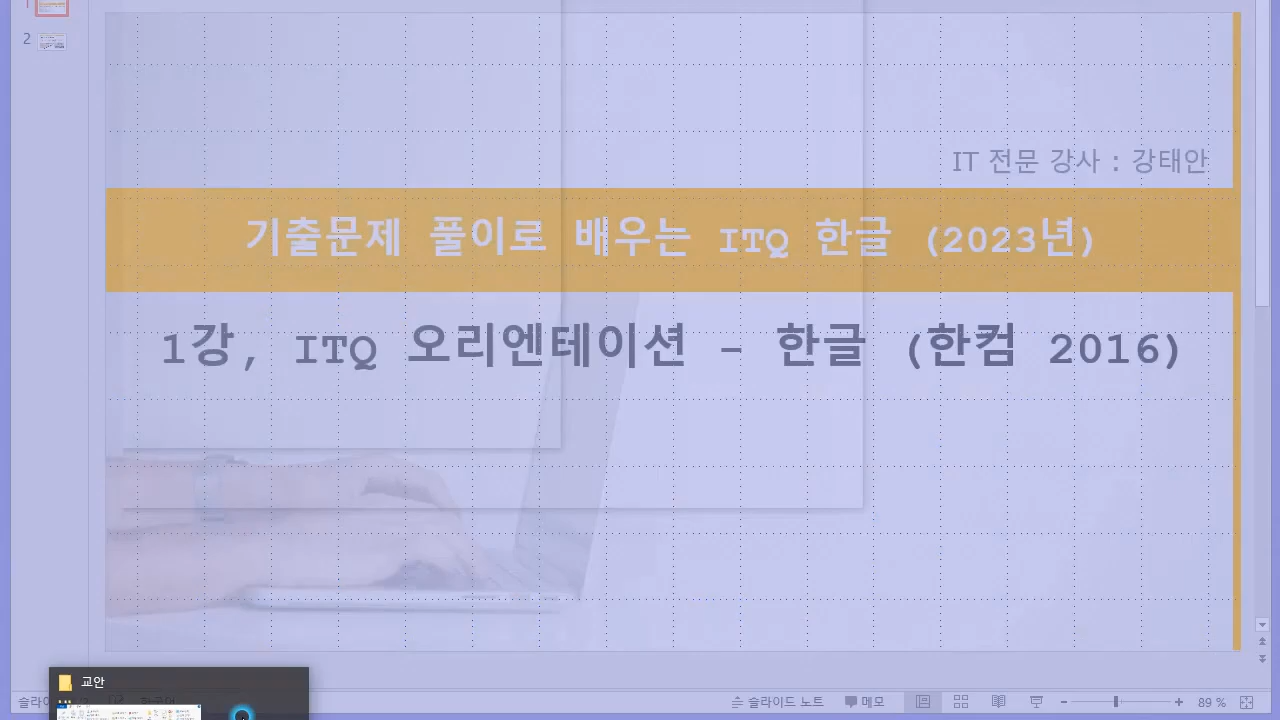 1
2
IT 전문 강사 : 강태안
기출문제 풀이로 배우는 ITQ 한글 (2023년)
1강, ITQ 오리엔테이션 - 한글 (한컴 2016)
교안
슬라이드 노트
메모
89 %